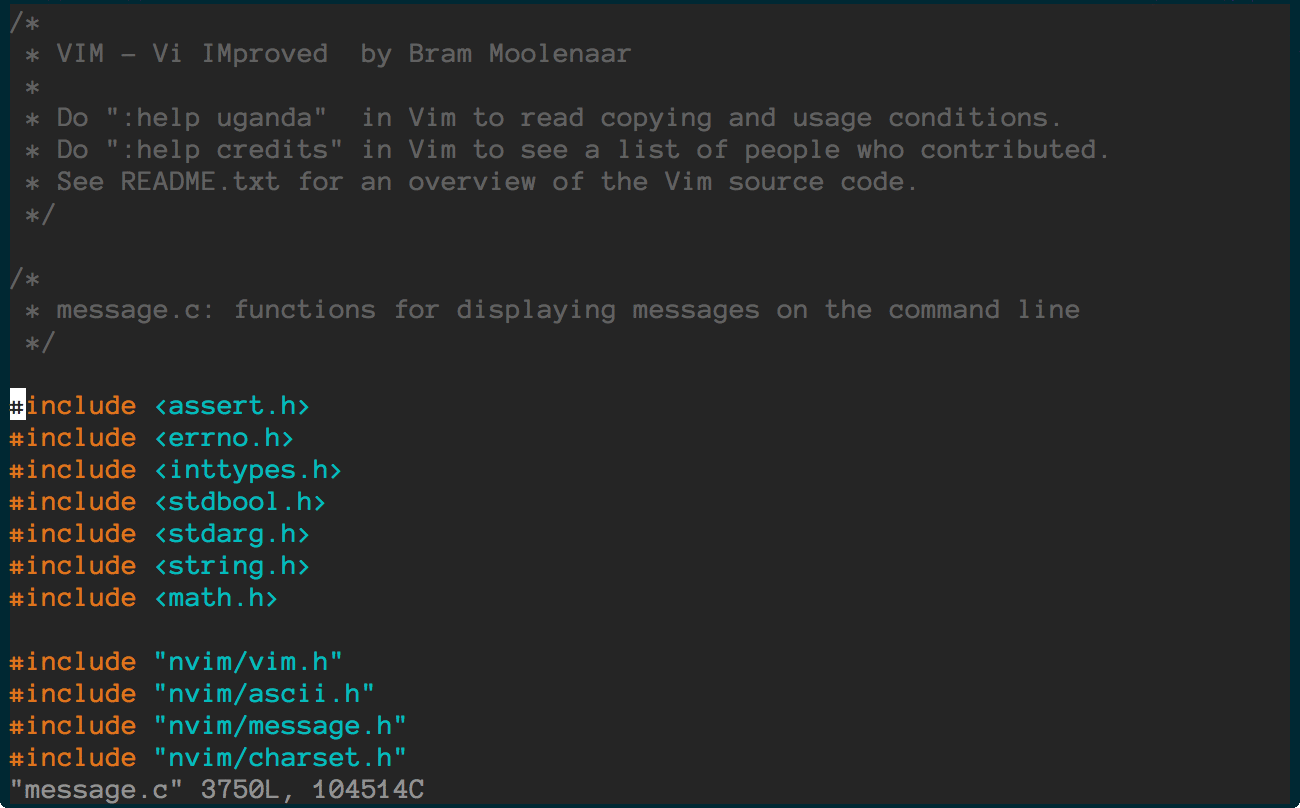 /*
 * VIM - Vi IMproved  by Bram Moolenaar
 *
 * Do ":help uganda"  in Vim to read copying and usage conditions.
 * Do ":help credits" in Vim to see a list of people who contributed.
 * See README.txt for an overview of the Vim source code.
 */

/*
 * message.c: functions for displaying messages on the command line
 */

#include <assert.h>
#include <errno.h>
#include <inttypes.h>
#include <stdbool.h>
#include <stdarg.h>
#include <string.h>
#include <math.h>

#include "nvim/vim.h"
#include "nvim/ascii.h"
#include "nvim/message.h"
#include "nvim/charset.h"
"message.c" 3750L, 104514C